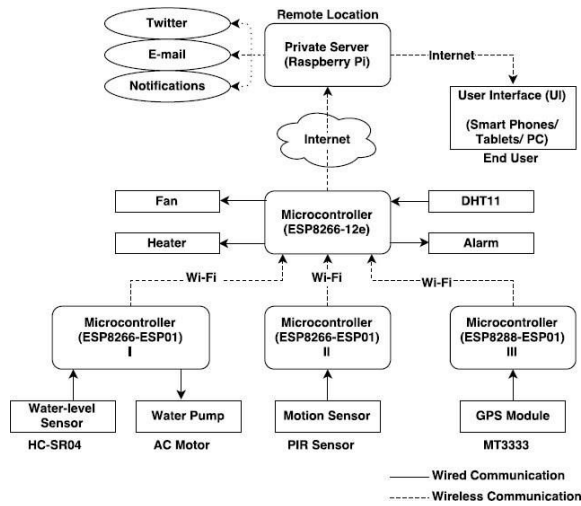 Remote Location
Twitter
E-mail
Notifications
Private Server
(Raspberry Pi)
Internet
User Interface (UI)
(Smart Phones/
Tablets/ PC)
End User
Internet
Fan
Heater
Microcontroller
(ESP8266-12e)
DHT11
Alarm
Wi-Fi
Wi-Fi
Wi-Fi
Microcontroller
(ESP8266-ESP01)
I
Microcontroller
(ESP8266-ESP01)
II
Microcontroller
(ESP8288-ESP01)
III
Water-level
Sensor
HC-SR04
Water Pump
AC Motor
Motion Sensor
PIR Sensor
GPS Module
MT3333
Wired Communication
Wireless Communication